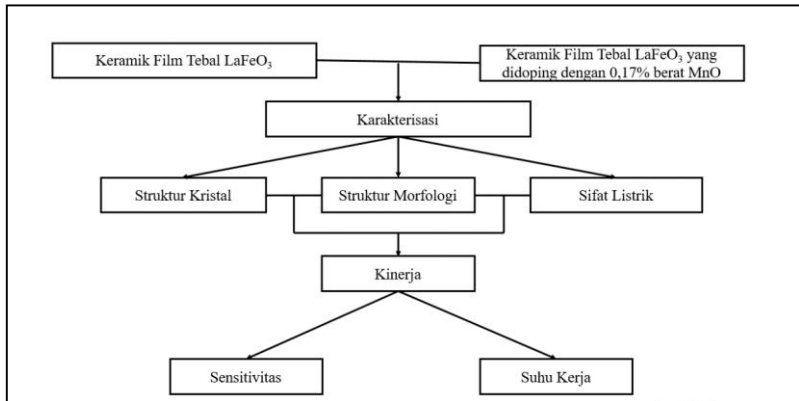 Keramik Film Tebal LaFeO₃
Keramik Film Tebal LaFeO₃ yang
didoping dengan 0,17% berat MnO
Karakterisasi
Struktur Kristal
Struktur Morfologi
Sifat Listrik
Kinerja
Sensitivitas
Suhu Kerja